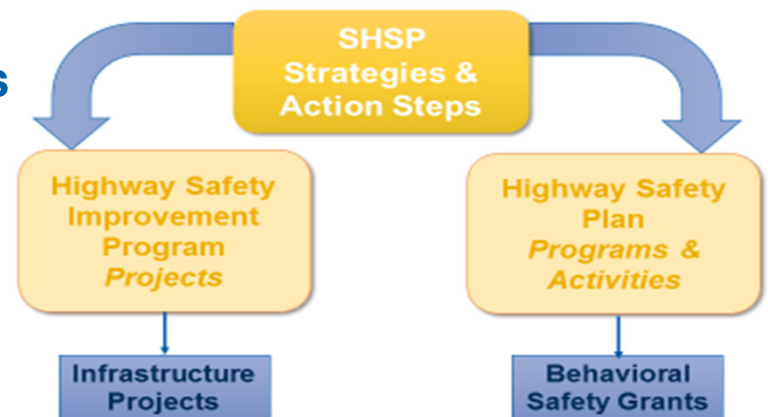 SHSP
Strategies &
Action Steps
s
Highway Safety
Improvement
Program
Projects
Highway Safety
Plan
Programs &
Activities
Infrastructure
Projects
Behavioral
Safety Grants